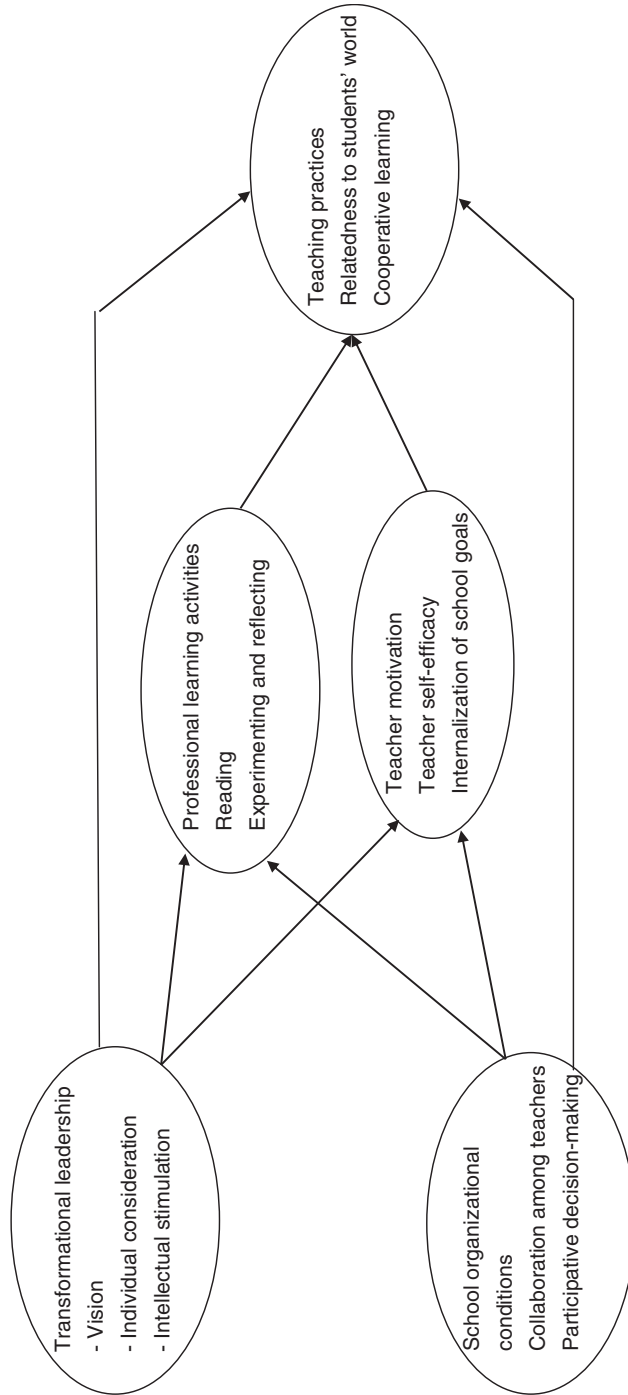 Transformational leadership
- Vision
- Individual consideration
- Intellectual stimulation
School organizational
conditions
Collaboration among teachers
Participative decision-making
Professional learning activities
Reading
Experimenting and reflecting
Teacher motivation
Teacher self-efficacy
Internalization of school goals
Teaching practices
Relatedness to students’ world
Cooperative learning